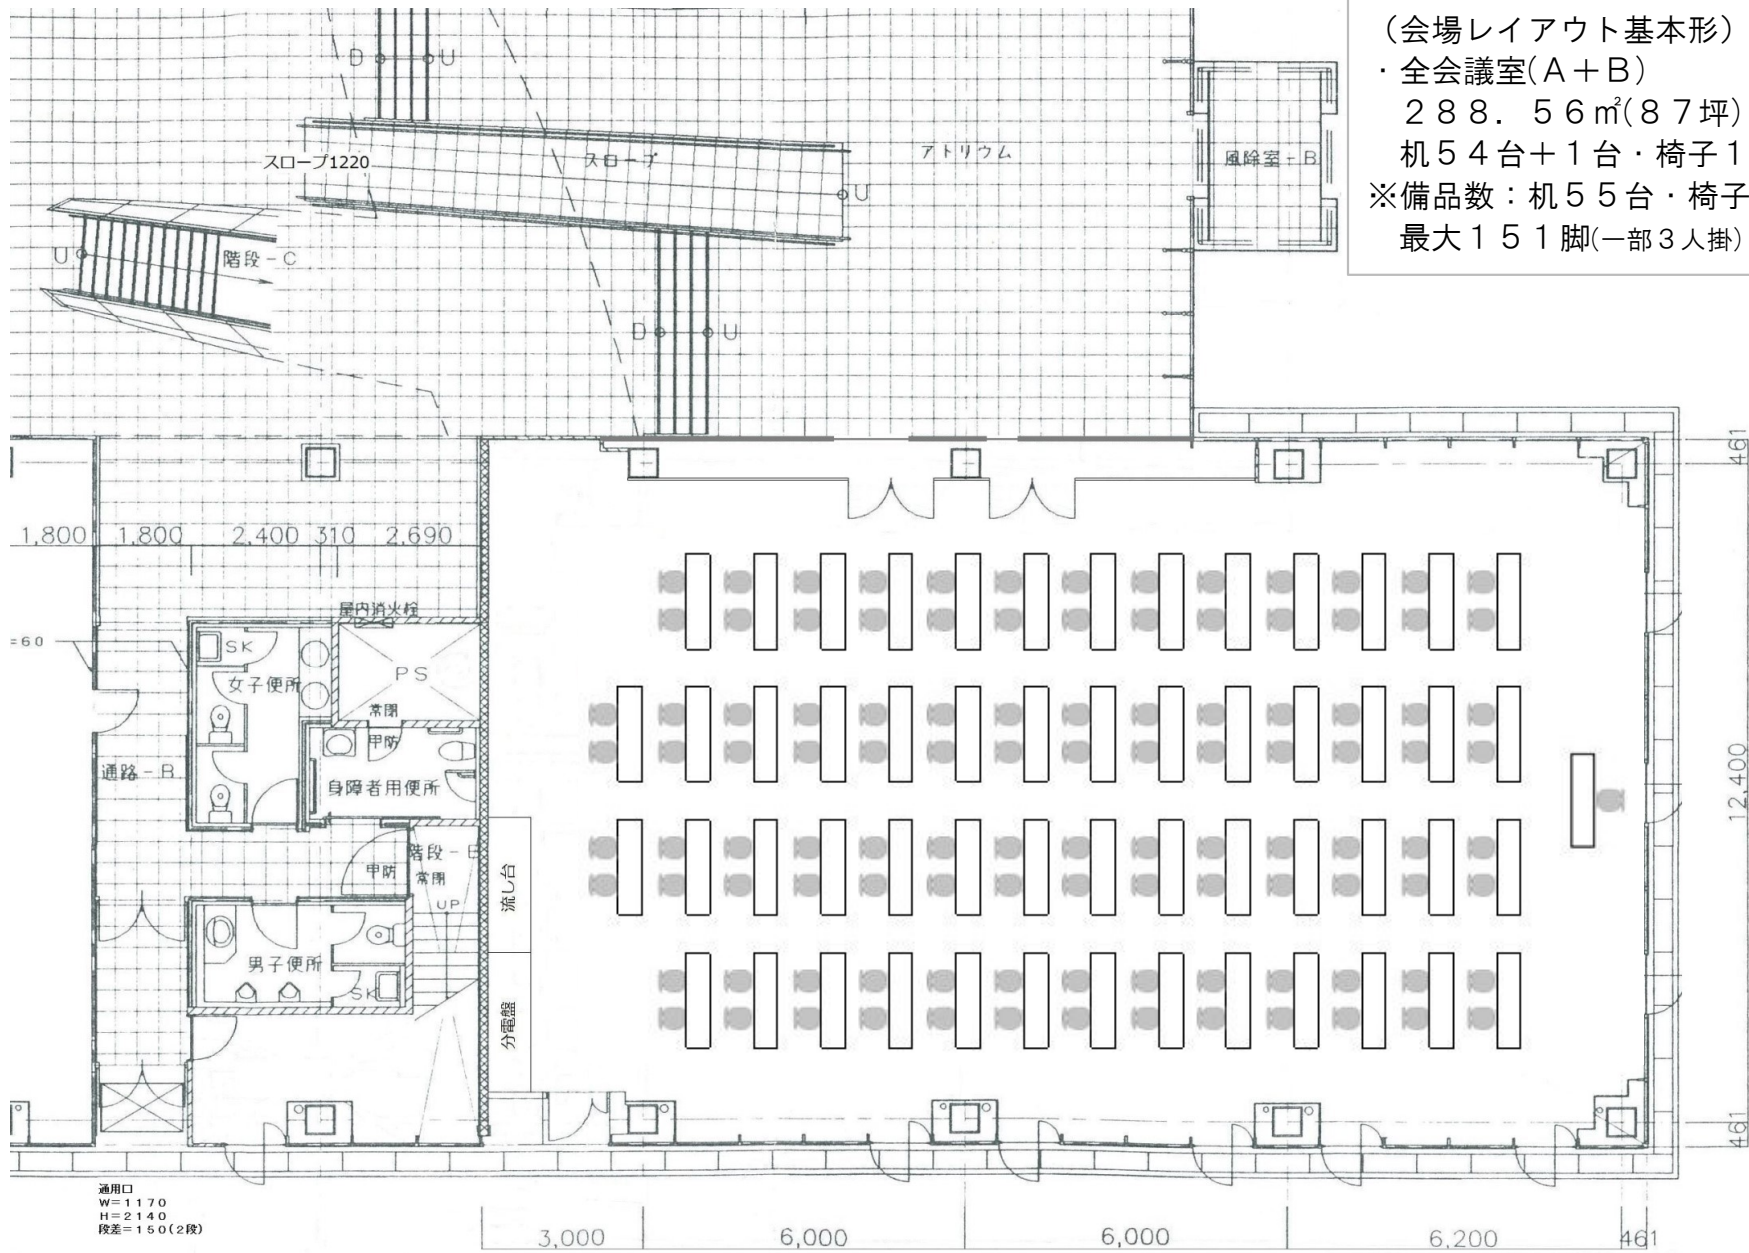 （会場レイアウト基本形）
・全会議室(Ａ＋Ｂ)
２８８．５６㎡(８７坪)
机５４台＋１台・椅子１
※備品数：机５５台・椅子
最大１５１脚(一部３人掛)
D U
スロープ1220
スロープ
アトリウム
風除室-B
U
U
階段-C
D U
461
1,800 1,800 2,400 310 2,690
屋内消火栓
=60
SK
女子便所
PS
常閉
甲防
通路-B
身障者用便所
12,400
階段-E
甲防
常閉
流し台
UP
男子便所
SK
分電盤
461
通用口
W=1170
H=2140
段差=150(2段)
3,000 6,000 6,000 6,200 461